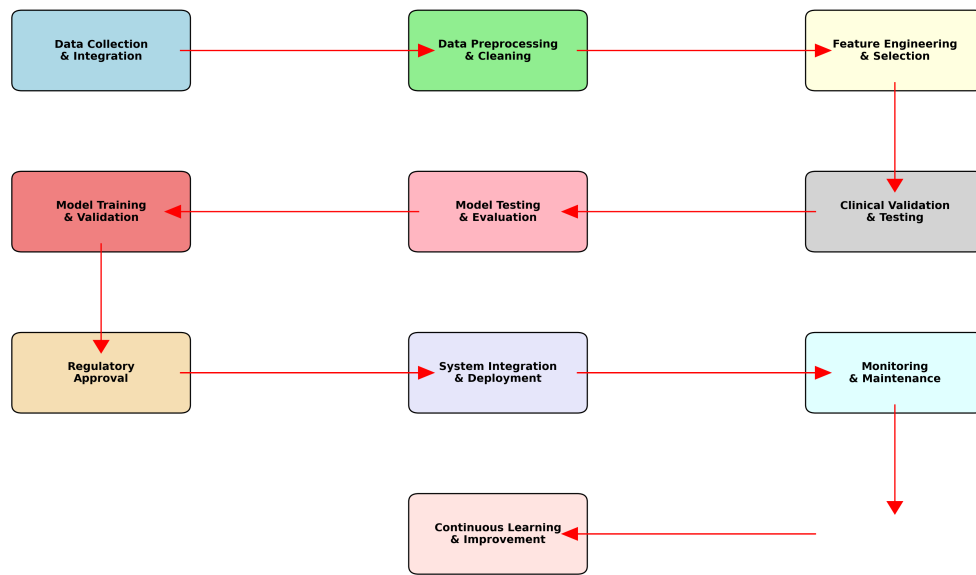 Data Collection
& Integration
Data Preprocessing
& Cleaning
Feature Engineering
& Selection
Model Training
& Validation
Model Testing
& Evaluation
Clinical Validation
& Testing
Regulatory
Approval
System Integration
& Deployment
Monitoring
& Maintenance
Continuous Learning
& Improvement